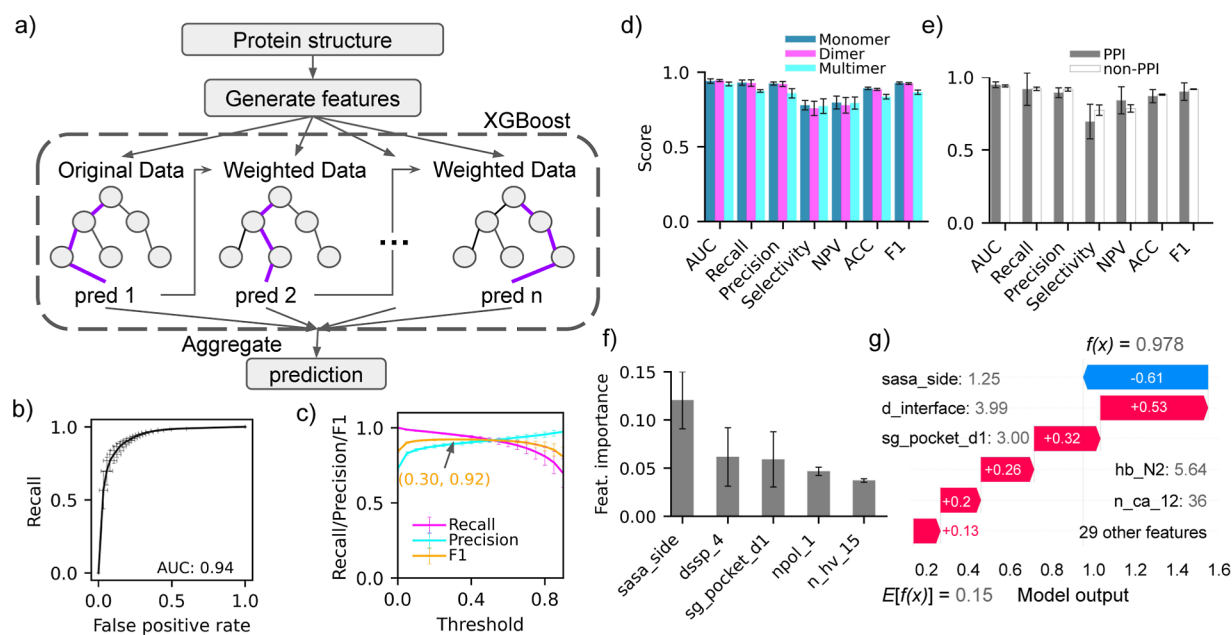 a)
Protein structure
Generate features
XGBoost
Original Data
Weighted Data
Weighted Data
...
pred 1
pred 2
pred n
Aggregate
prediction
b)
Recall
1.0
0.5
0.0
AUC: 0.94
0.0
0.5
1.0
False positive rate
c)
Recall/Precision/F1
1.0
0.5
0.0
(0.30, 0.92)
Recall
Precision
F1
0.0
0.4
0.8
Threshold
d)
Monomer
Dimer
Multimer
Score
1.0
0.5
0.0
AUC
Recall
Precision
Selectivity
NPV
ACC
F1
e)
PPI
non-PPI
1.0
0.5
0.0
AUC
Recall
Precision
Selectivity
NPV
ACC
F1
f)
Feat. importance
0.15
0.10
0.05
0.00
sasa_side
dssp_4
sg_pocket_d1
npol_1
n_hv_15
g)
f(x) = 0.978
sasa_side: 1.25
-0.61
d_interface: 3.99
+0.53
sg_pocket_d1: 3.00
+0.32
+0.26
hb_N2: 5.64
+0.2
n_ca_12: 36
+0.13
29 other features
0.2 0.4 0.6 0.8 1.0 1.2 1.4 1.6
E[f(x)] = 0.15
Model output